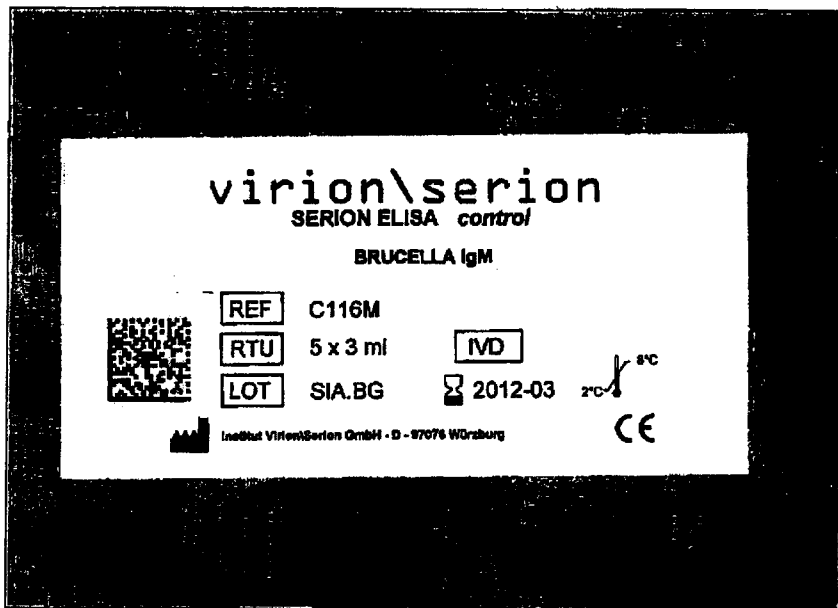 virion\serion
SERION ELISA control
BRUCELLA IgM
REF C116M
RTU 5 x 3 ml IVD
LOT SIA.BG 2012-03
2°C 8°C
Institut Virion\Serion GmbH - D - 97076 Würzburg
CE